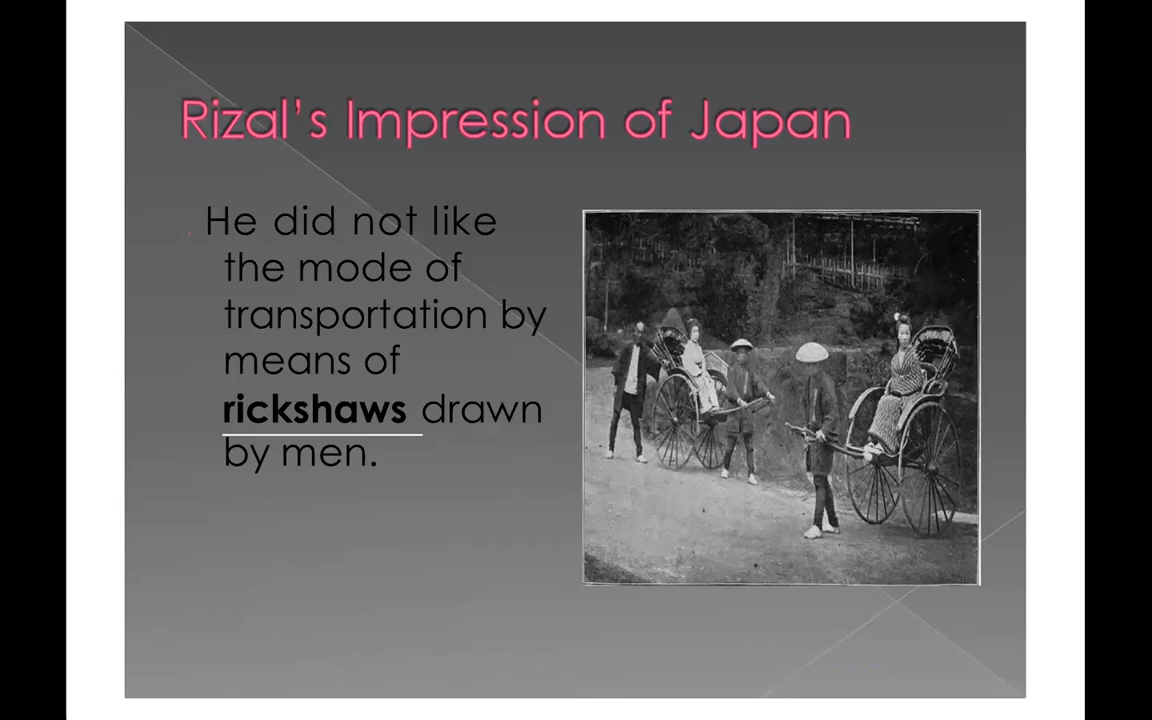 Rizal's Impression of Japan
He did not like
the mode of
transportation by
means of
rickshaws drawn
by men.